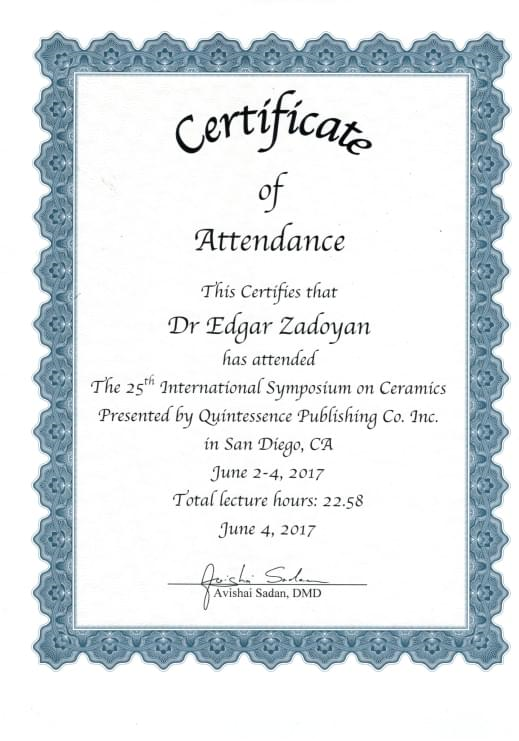 Certificate
of
Attendance
This Certifies that
Dr Edgar Zadoyan
has attended
The 25th International Symposium on Ceramics
Presented by Quintessence Publishing Co. Inc.
in San Diego, CA
June 2-4, 2017
Total lecture hours: 22.58
June 4, 2017
Avishai Sadan
Avishai Sadan, DMD